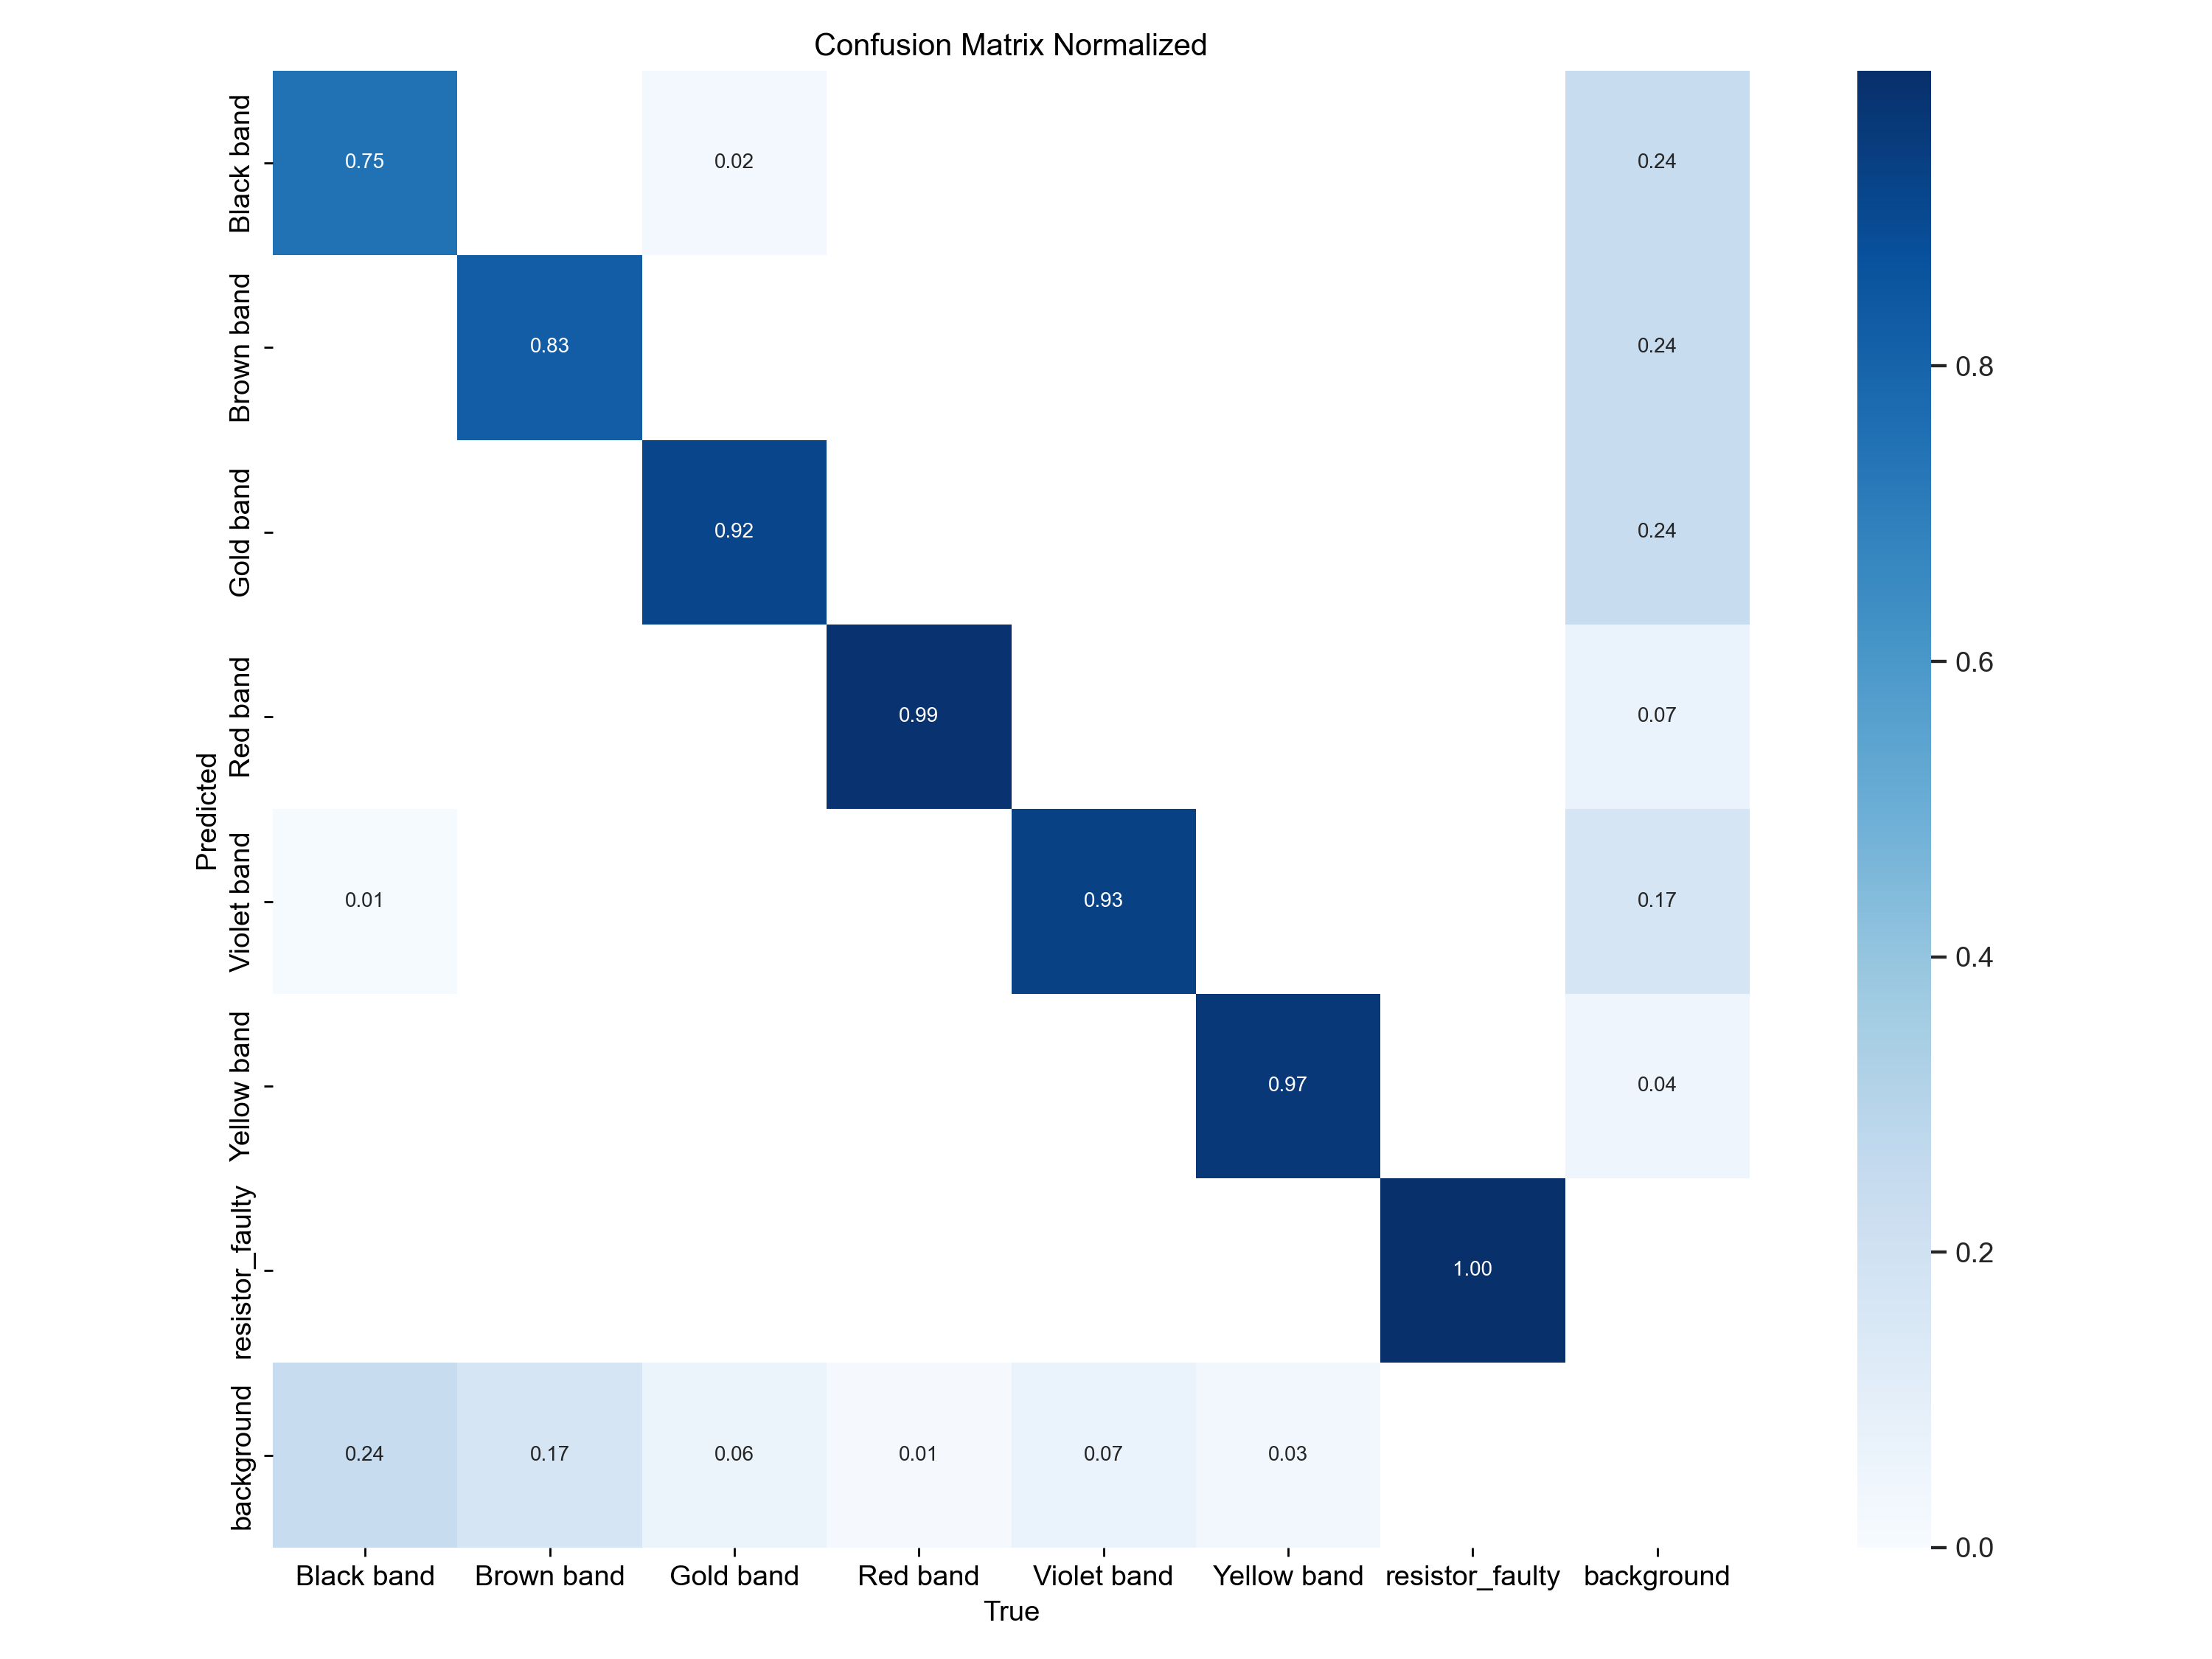 Confusion Matrix Normalized
Predicted
Black band
0.75
0.02
0.24
Brown band
0.83
0.24
Gold band
0.92
0.24
Red band
0.99
0.07
Violet band
0.01
0.93
0.17
Yellow band
0.97
0.04
resistor_faulty
1.00
background
0.24
0.17
0.06
0.01
0.07
0.03
Black band
Brown band
Gold band
Red band
Violet band
Yellow band
resistor_faulty
background
True
0.8
0.6
0.4
0.2
0.0